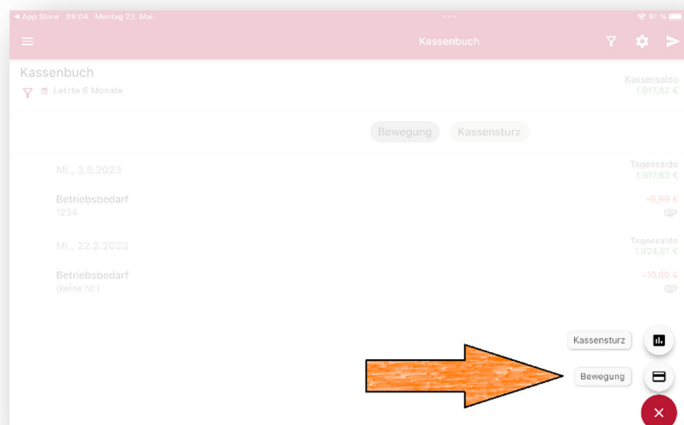 App Store 09:04 Montag 22. Mai
91 %
Kassenbuch
Kassenbuch
Kassensaldo
Letzte 6 Monate
1.917,82 €
Bewegung Kassensturz
Mi., 3.5.2023
Tagessaldo
1.917,82 €
Betriebsbedarf
-6,99 €
1234
Mi., 22.2.2023
Tagessaldo
1.924,81 €
Betriebsbedarf
-10,00 €
(keine Nr.)
Kassensturz
Bewegung